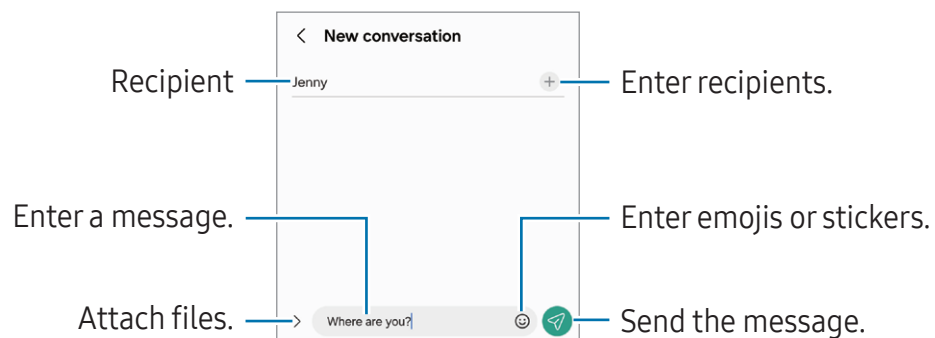 New conversation
Recipient
Jenny
Enter recipients.
Enter a message.
Enter emojis or stickers.
Attach files.
Where are you?
Send the message.